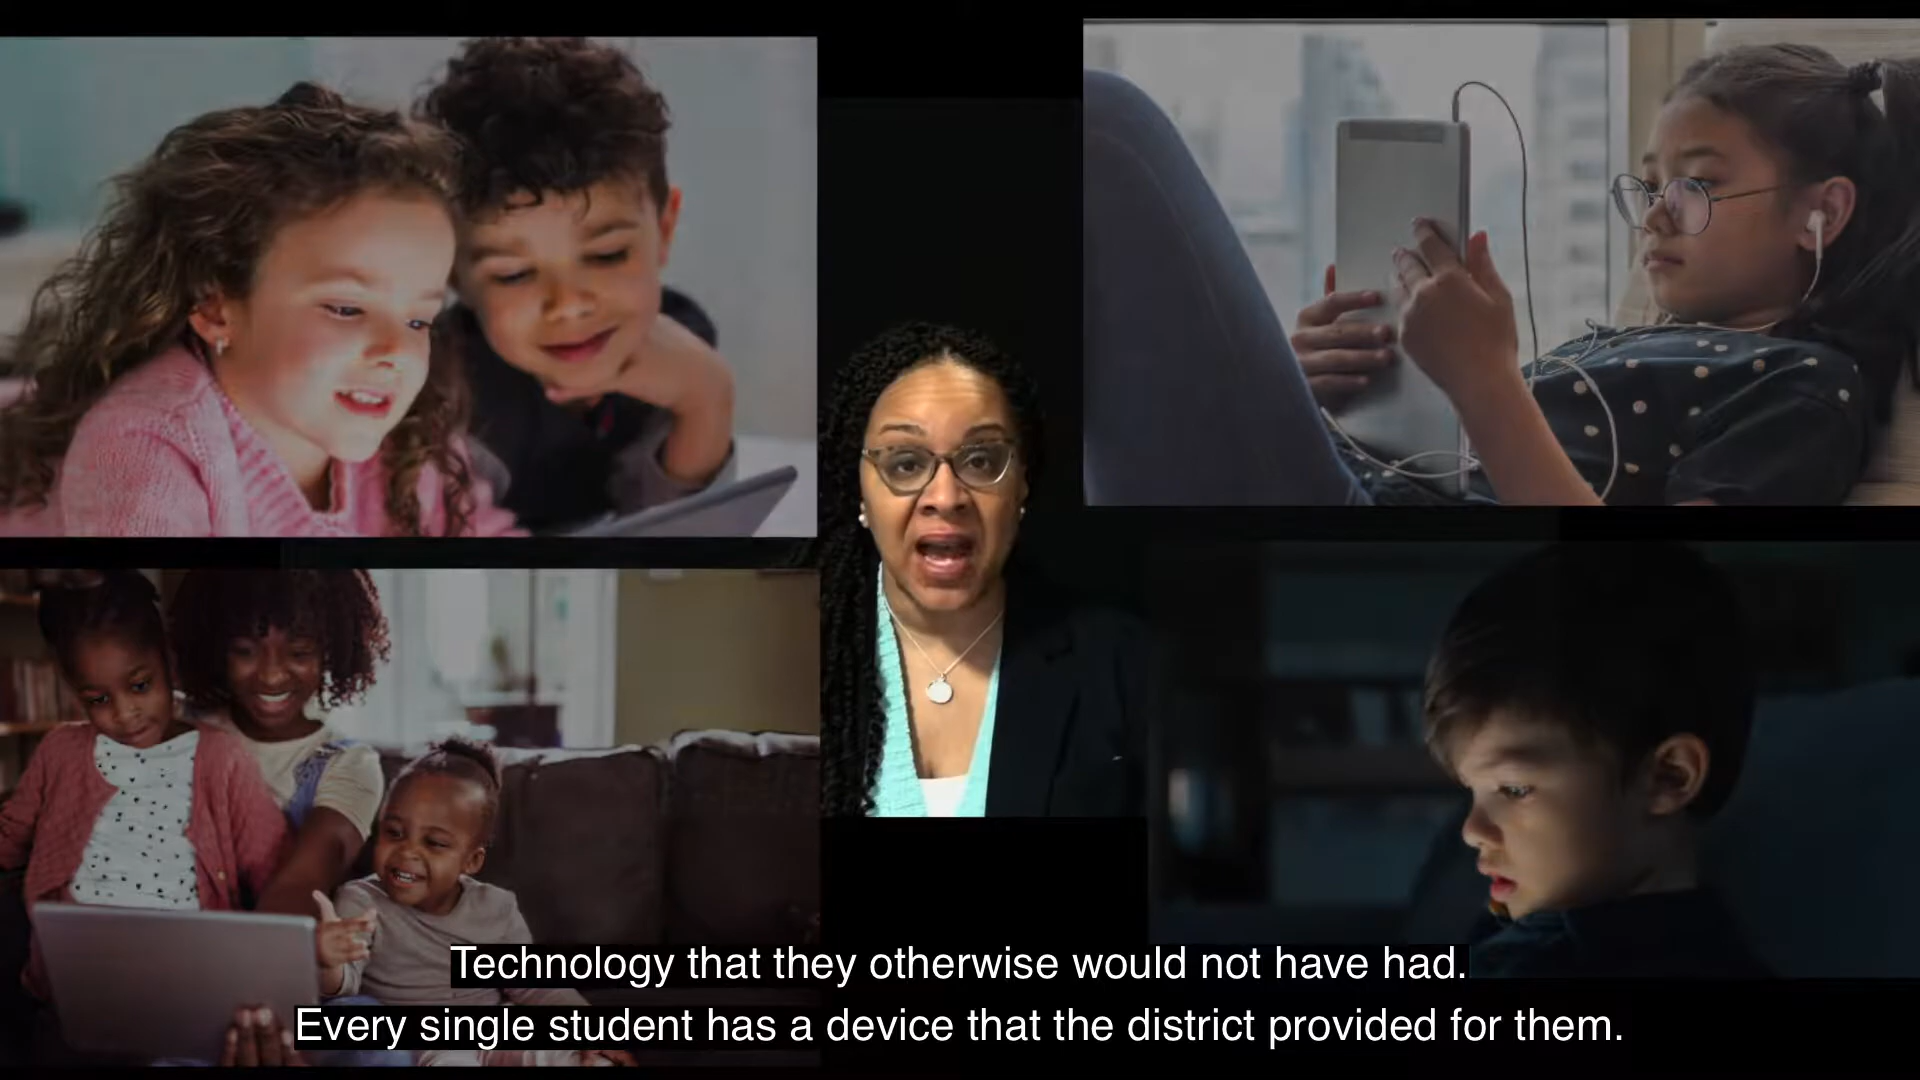 Technology that they otherwise would not have had.
Every single student has a device that the district provided for them.